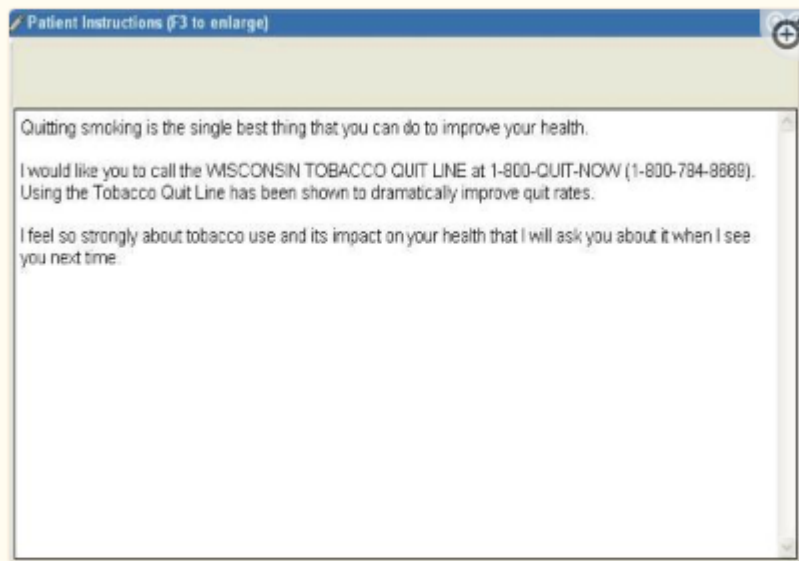 Patient Instructions (F3 to enlarge)
Quitting smoking is the single best thing that you can do to improve your health.
I would like you to call the WISCONSIN TOBACCO QUIT LINE at 1-800-QUIT-NOW (1-800-784-8669).
Using the Tobacco Quit Line has been shown to dramatically improve quit rates.
I feel so strongly about tobacco use and its impact on your health that I will ask you about it when I see
you next time.